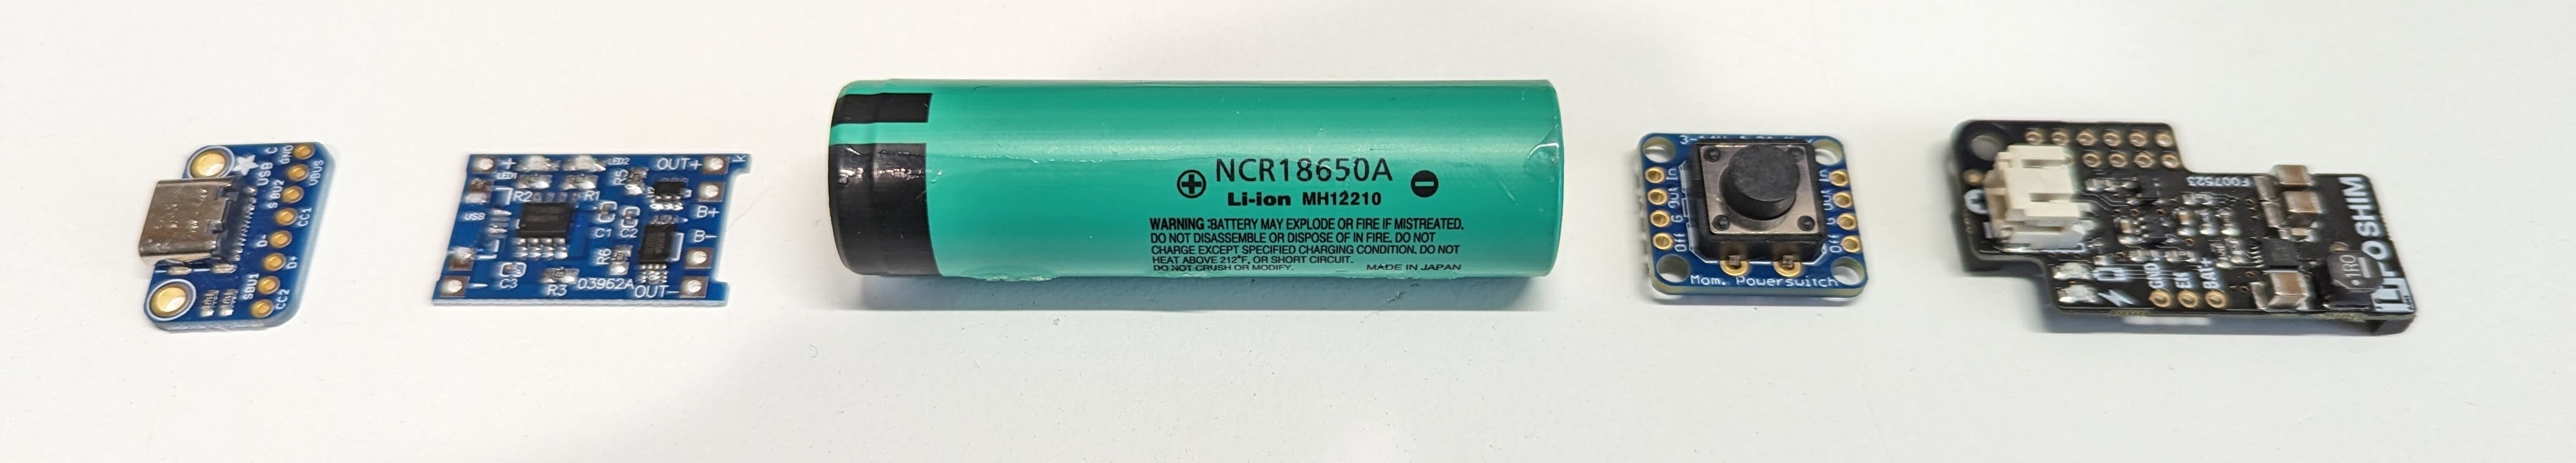 USB C
GND
VBUS
SBU2
CC1
D-
D+
SBU1
CC2
+
LED1
LED2
OUT+
k
R5
R2
R1
USB
B+
C1
C2
B-
R6
C3
R3
03962A
OUT-
-
NCR18650A
Li-ion MH12210
WARNING :BATTERY MAY EXPLODE OR FIRE IF MISTREATED.
DO NOT DISASSEMBLE OR DISPOSE OF IN FIRE. DO NOT
CHARGE EXCEPT SPECIFIED CHARGING CONDITION. DO NOT
HEAT ABOVE 212°F, OR SHORT CIRCUIT.
DO NOT CRUSH OR MODIFY. MADE IN JAPAN
Off G Out In
Off G Out In
Mom. Powerswitch
F007523
GND
EN
BAT+
1R0
LiPO SHIM